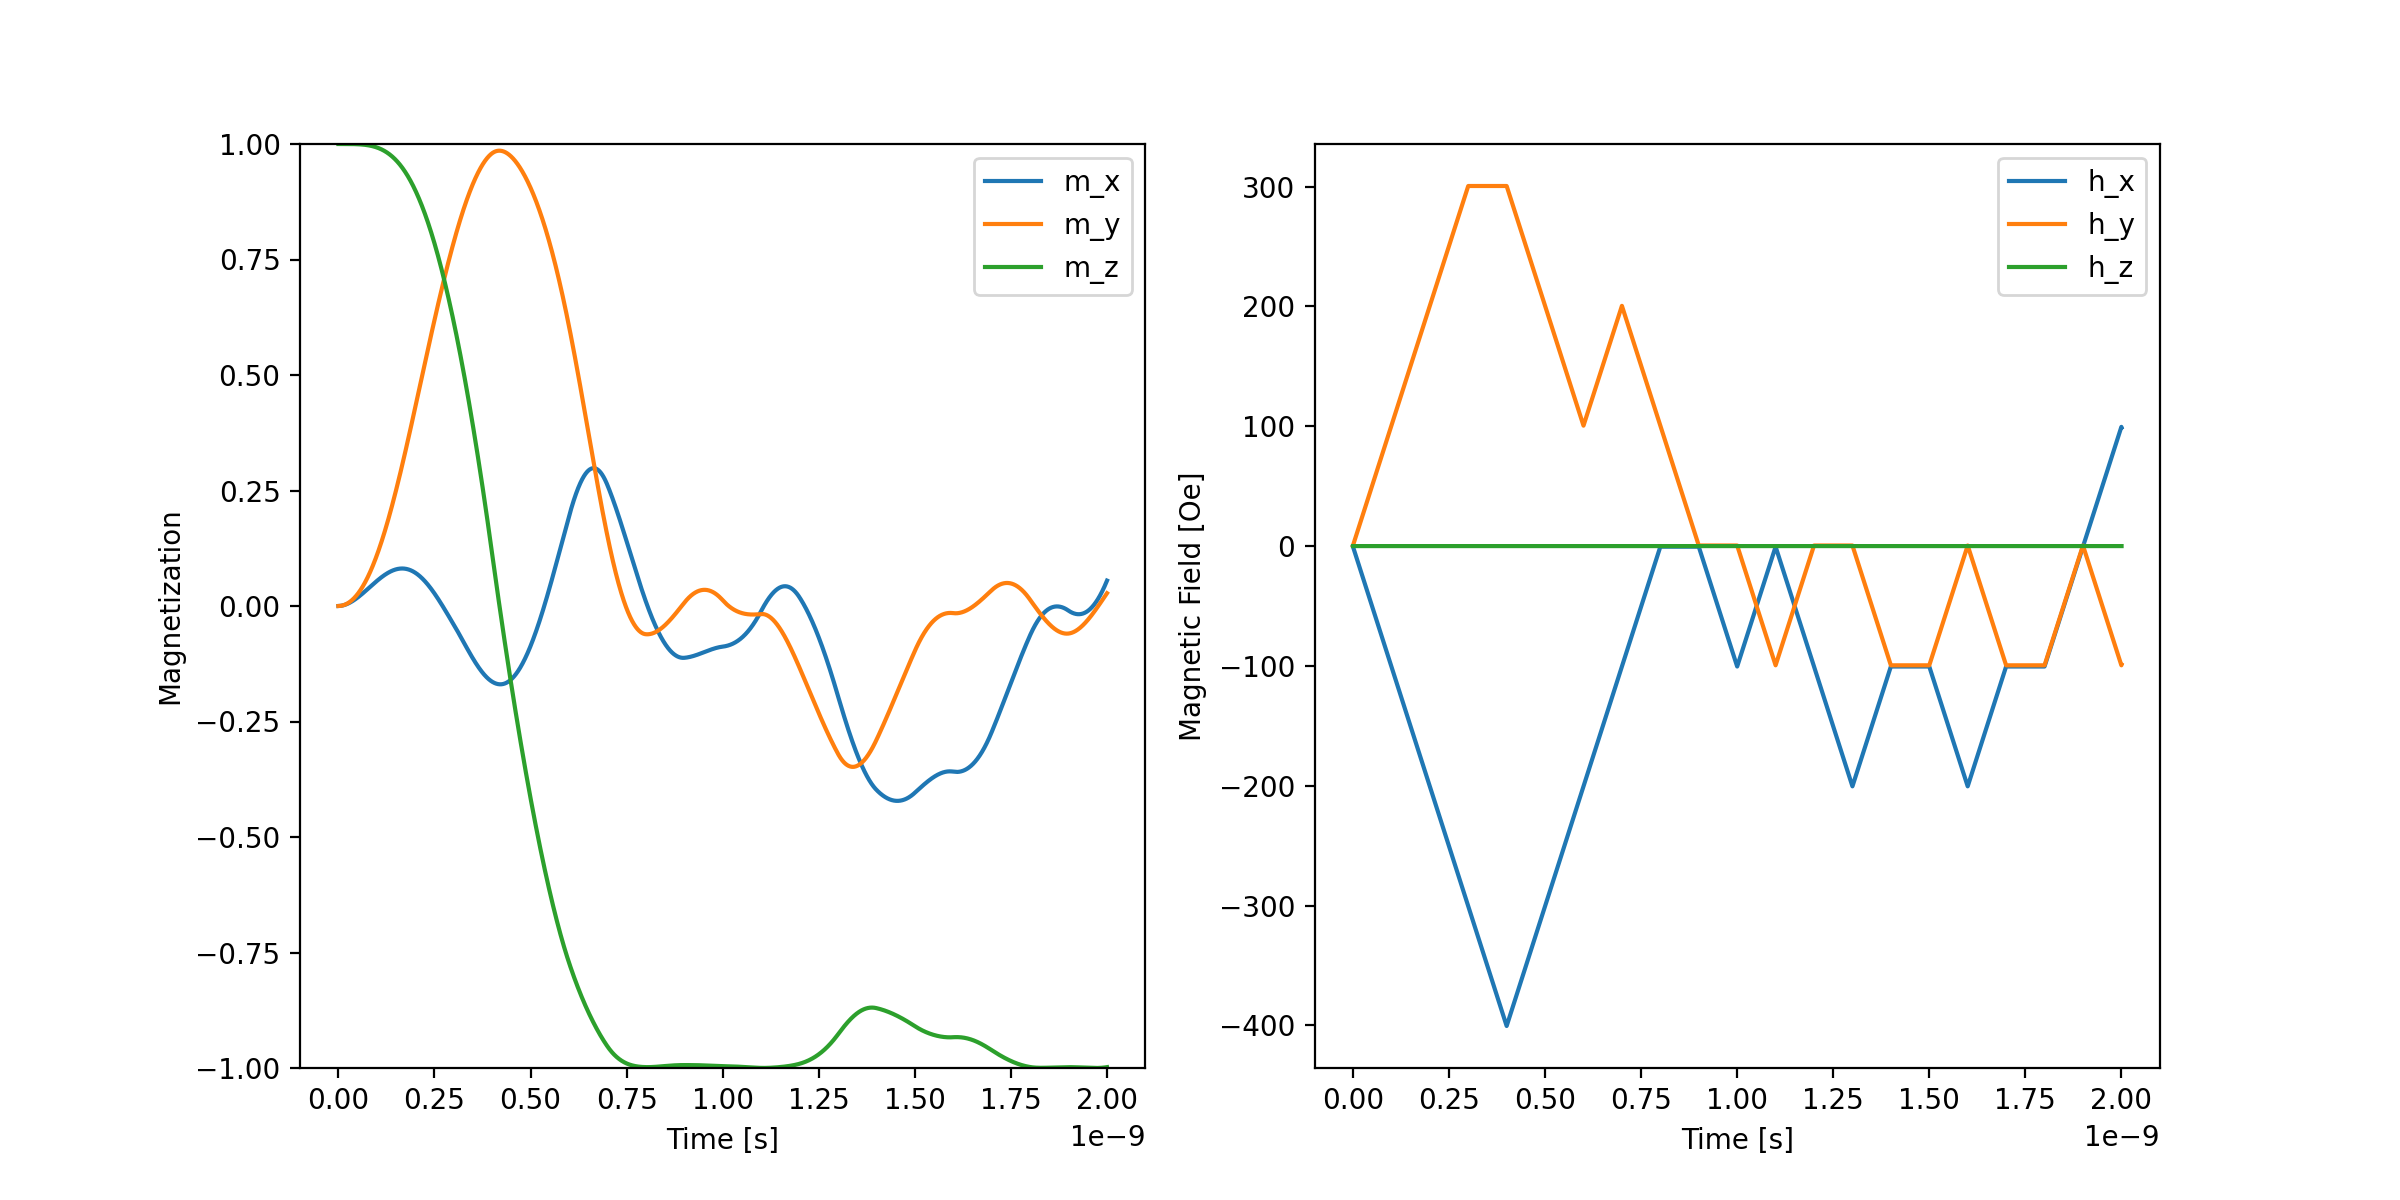 1.00
0.75
0.50
0.25
0.00
−0.25
−0.50
−0.75
−1.00
Magnetization
m_x
m_y
m_z
0.00 0.25 0.50 0.75 1.00 1.25 1.50 1.75 2.00
1e−9
Time [s]
300
200
100
0
−100
−200
−300
−400
Magnetic Field [Oe]
h_x
h_y
h_z
0.00 0.25 0.50 0.75 1.00 1.25 1.50 1.75 2.00
1e−9
Time [s]